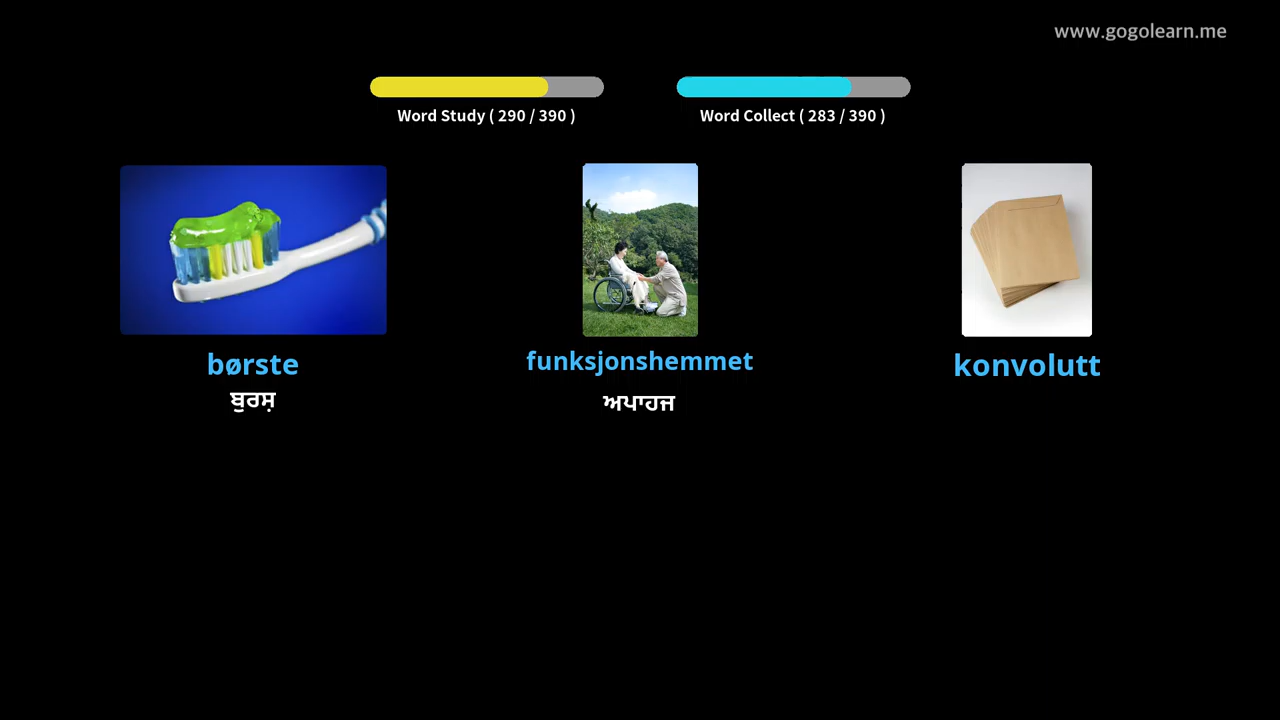 www.gogolearn.me
Word Study ( 290 / 390 )
Word Collect ( 283 / 390 )
børste
funksjonshemmet
konvolutt
ਬੁਰਸ਼
ਅਪਾਹਜ